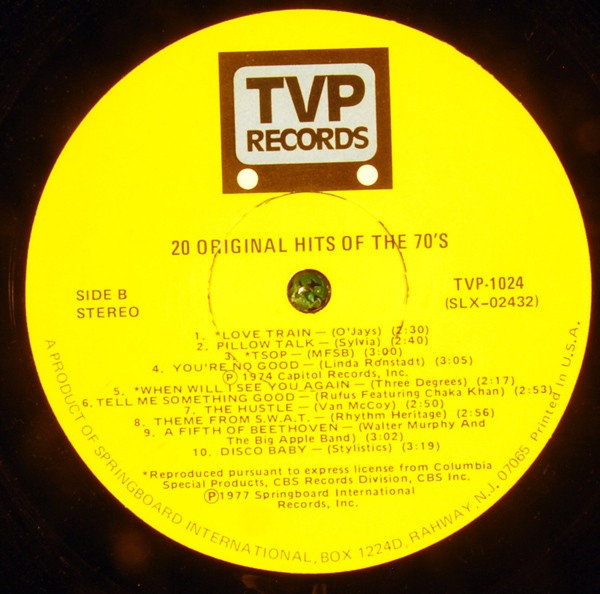 TVP
RECORDS
20 ORIGINAL HITS OF THE 70'S
SIDE B
STEREO
TVP-1024
(SLX-02432)
1. *LOVE TRAIN — (O'Jays) (2:30)
2. PILLOW TALK — (Sylvia) (2:40)
3. *TSOP — (MFSB) (3:00)
4. YOU'RE NO GOOD — (Linda Ronstadt) (3:05)
Ⓟ 1974 Capitol Records, Inc.
5. *WHEN WILL I SEE YOU AGAIN — (Three Degrees) (2:17)
6. TELL ME SOMETHING GOOD — (Rufus Featuring Chaka Khan) (2:53)
7. THE HUSTLE — (Van McCoy) (2:50)
8. THEME FROM S.W.A.T. — (Rhythm Heritage) (2:56)
9. A FIFTH OF BEETHOVEN — (Walter Murphy And
The Big Apple Band) (3:02)
10. DISCO BABY — (Stylistics) (3:19)
*Reproduced pursuant to express license from Columbia
Special Products, CBS Records Division, CBS Inc.
Ⓟ1977 Springboard International
Records, Inc.
A PRODUCT OF SPRINGBOARD INTERNATIONAL, BOX 1224D, RAHWAY, N.J. 07065 Printed in U.S.A.